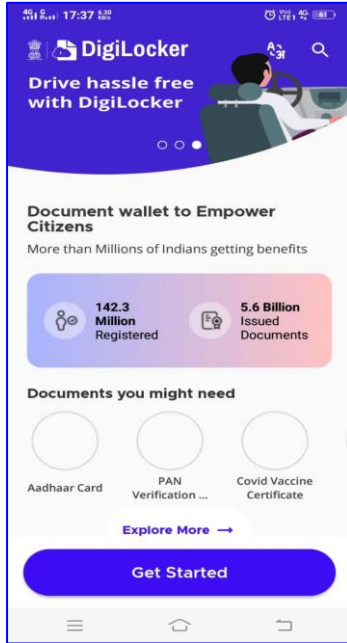 17:37
DigiLocker
Drive hassle free
with DigiLocker
Document wallet to Empower
Citizens
More than Millions of Indians getting benefits
142.3
Million
Registered
5.6 Billion
Issued
Documents
Documents you might need
Aadhaar Card
PAN
Verification ...
Covid Vaccine
Certificate
Explore More →
Get Started